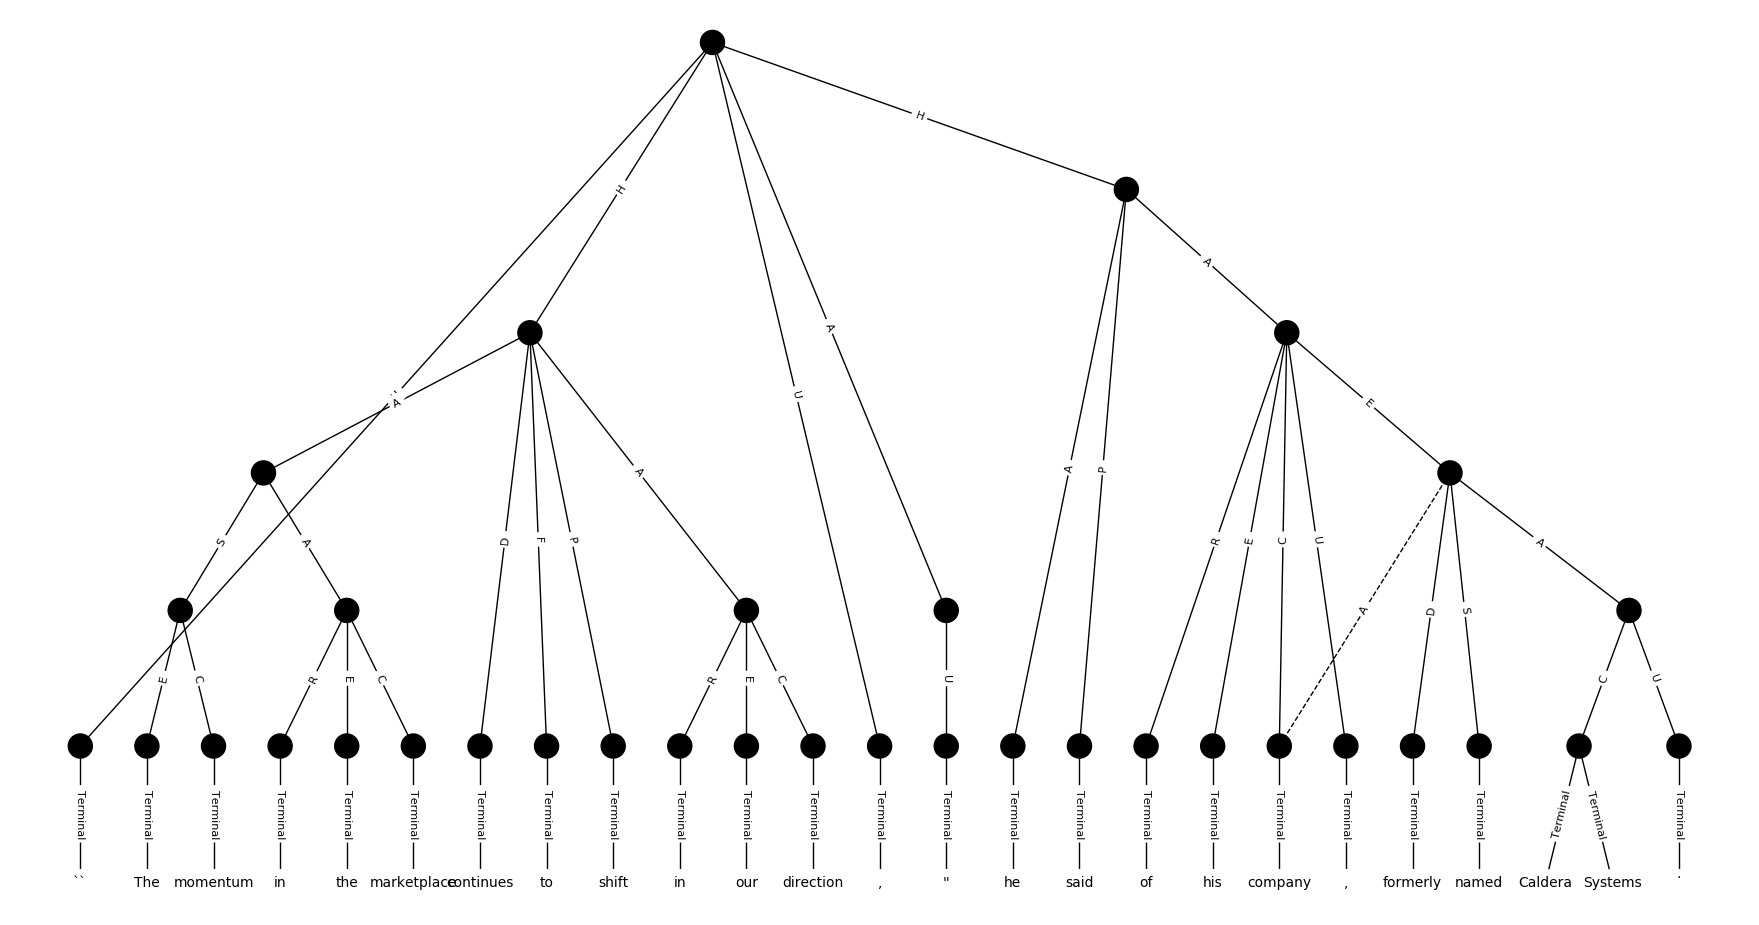 H
H
A
A
U
A
E
A
A
P
S
A
D
F
P
A
R
E
C
U
A
D
S
A
E
C
R
E
C
R
E
C
U
C
U
Terminal Terminal Terminal Terminal Terminal Terminal Terminal Terminal Terminal Terminal Terminal Terminal Terminal Terminal Terminal Terminal Terminal Terminal Terminal Terminal Terminal Terminal Terminal Terminal Terminal
`` The momentum in the marketplace continues to shift in our direction , " he said of his company , formerly named Caldera Systems .